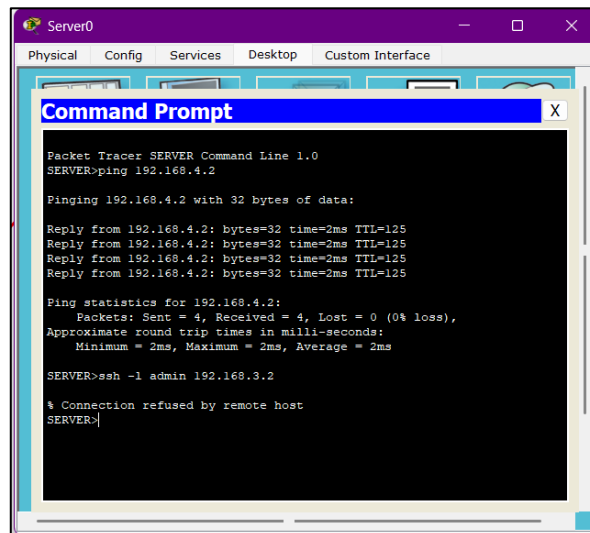 Server0
Physical Config Services Desktop Custom Interface
Command Prompt
X
Packet Tracer SERVER Command Line 1.0
SERVER>ping 192.168.4.2
Pinging 192.168.4.2 with 32 bytes of data:
Reply from 192.168.4.2: bytes=32 time=2ms TTL=125
Reply from 192.168.4.2: bytes=32 time=2ms TTL=125
Reply from 192.168.4.2: bytes=32 time=2ms TTL=125
Reply from 192.168.4.2: bytes=32 time=2ms TTL=125
Ping statistics for 192.168.4.2:
Packets: Sent = 4, Received = 4, Lost = 0 (0% loss),
Approximate round trip times in milli-seconds:
Minimum = 2ms, Maximum = 2ms, Average = 2ms
SERVER>ssh -l admin 192.168.3.2
% Connection refused by remote host
SERVER>